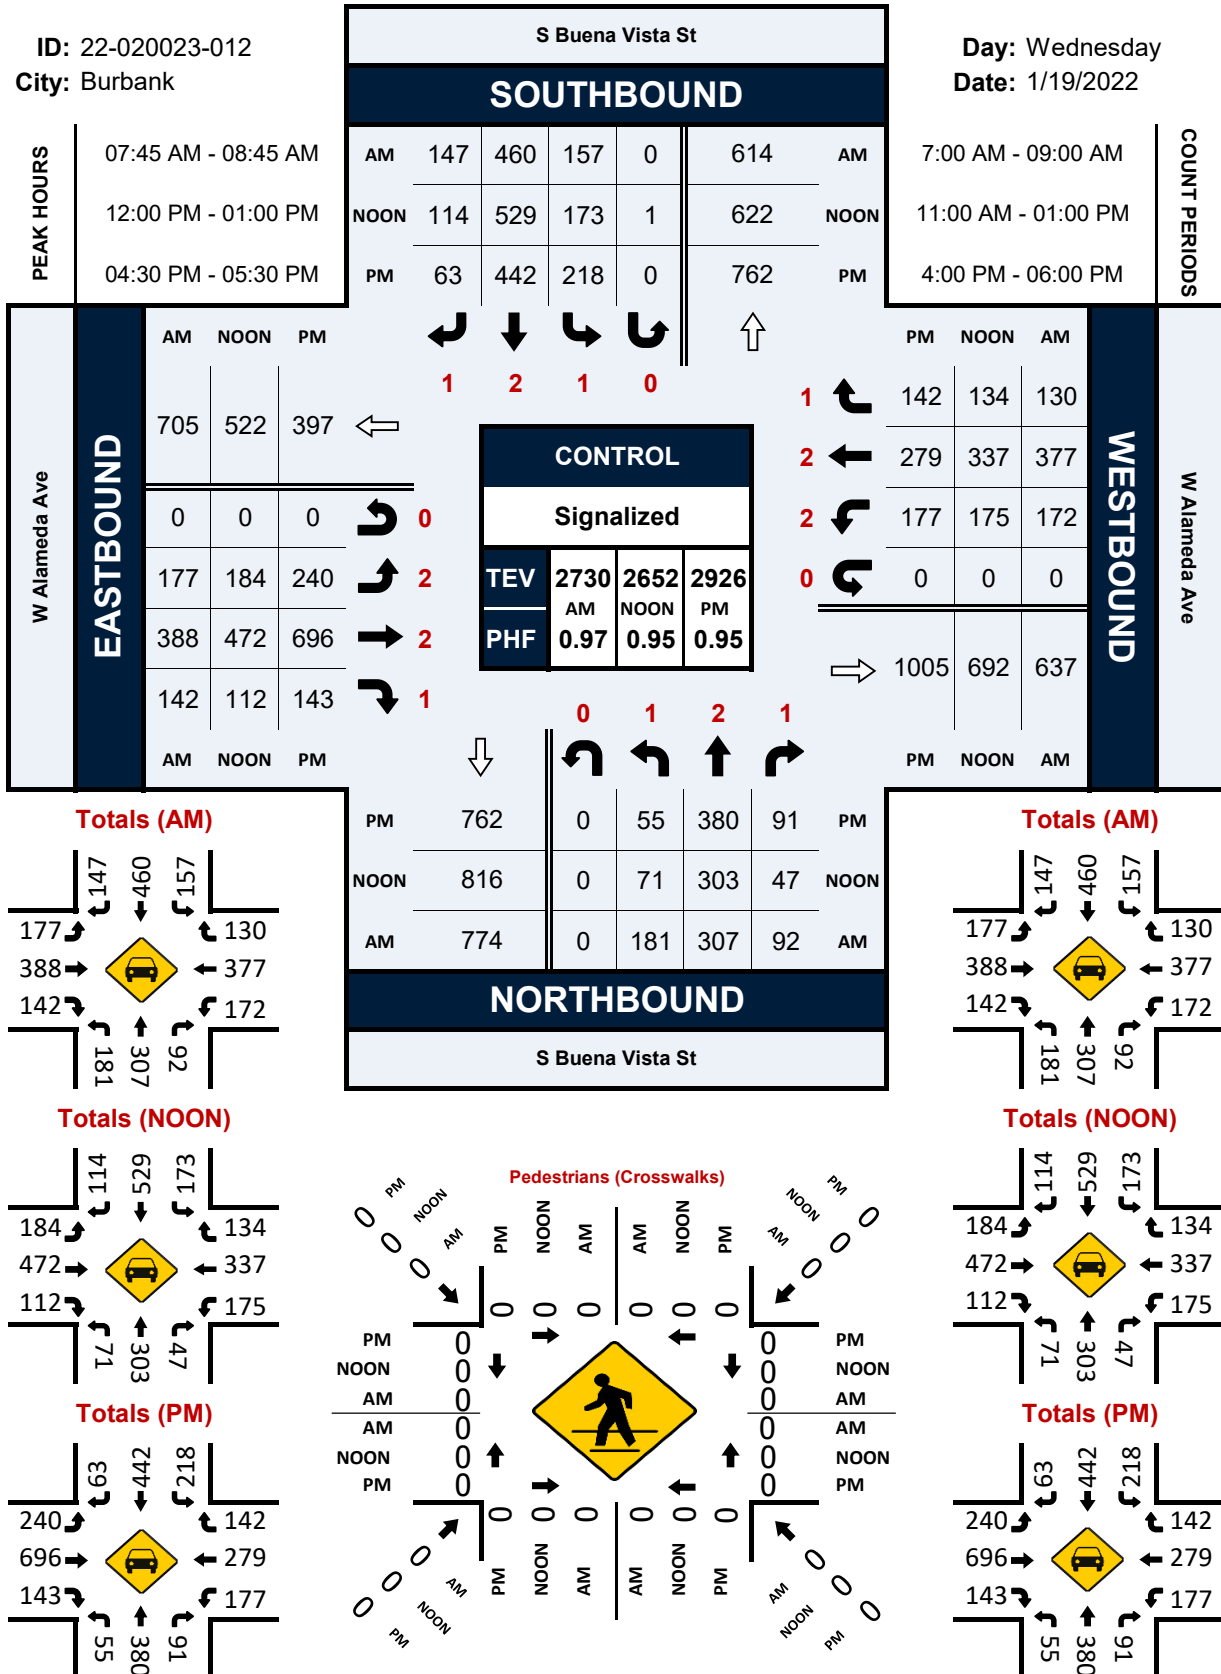 ID: 22-020023-012
City: Burbank
S Buena Vista St
SOUTHBOUND
Day: Wednesday
Date: 1/19/2022
PEAK HOURS
07:45 AM - 08:45 AM
12:00 PM - 01:00 PM
04:30 PM - 05:30 PM
AM 147 460 157 0 614 AM
NOON 114 529 173 1 622 NOON
PM 63 442 218 0 762 PM
7:00 AM - 09:00 AM
11:00 AM - 01:00 PM
4:00 PM - 06:00 PM
COUNT PERIODS
1 2 1 0
W Alameda Ave
EASTBOUND
AM NOON PM
705 522 397
0 0 0 0
177 184 240 2
388 472 696 2
142 112 143 1
AM NOON PM
CONTROL
Signalized
TEV 2730 2652 2926
AM NOON PM
PHF 0.97 0.95 0.95
PM NOON AM
1 142 134 130
2 279 337 377
2 177 175 172
0 0 0 0
1005 692 637
PM NOON AM
WESTBOUND
W Alameda Ave
0 1 2 1
PM 762 0 55 380 91 PM
NOON 816 0 71 303 47 NOON
AM 774 0 181 307 92 AM
NORTHBOUND
S Buena Vista St
Totals (AM)
147 460 157
177 130
388 377
142 172
181 307 92
Totals (NOON)
114 529 173
184 134
472 337
112 175
71 303 47
Totals (PM)
63 442 218
240 142
696 279
143 177
55 380 91
Pedestrians (Crosswalks)
PM NOON AM
0 0 0
PM NOON AM AM NOON PM
0 0 0 0 0 0
PM NOON AM
0 0 0
PM 0 0 PM
NOON 0 0 NOON
AM 0 0 AM
AM 0 0 AM
NOON 0 0 NOON
PM 0 0 PM
0 0 0 0 0 0
PM NOON AM AM NOON PM
0 0 0
AM NOON PM
0 0 0
AM NOON PM
Totals (AM)
147 460 157
177 130
388 377
142 172
181 307 92
Totals (NOON)
114 529 173
184 134
472 337
112 175
71 303 47
Totals (PM)
63 442 218
240 142
696 279
143 177
55 380 91